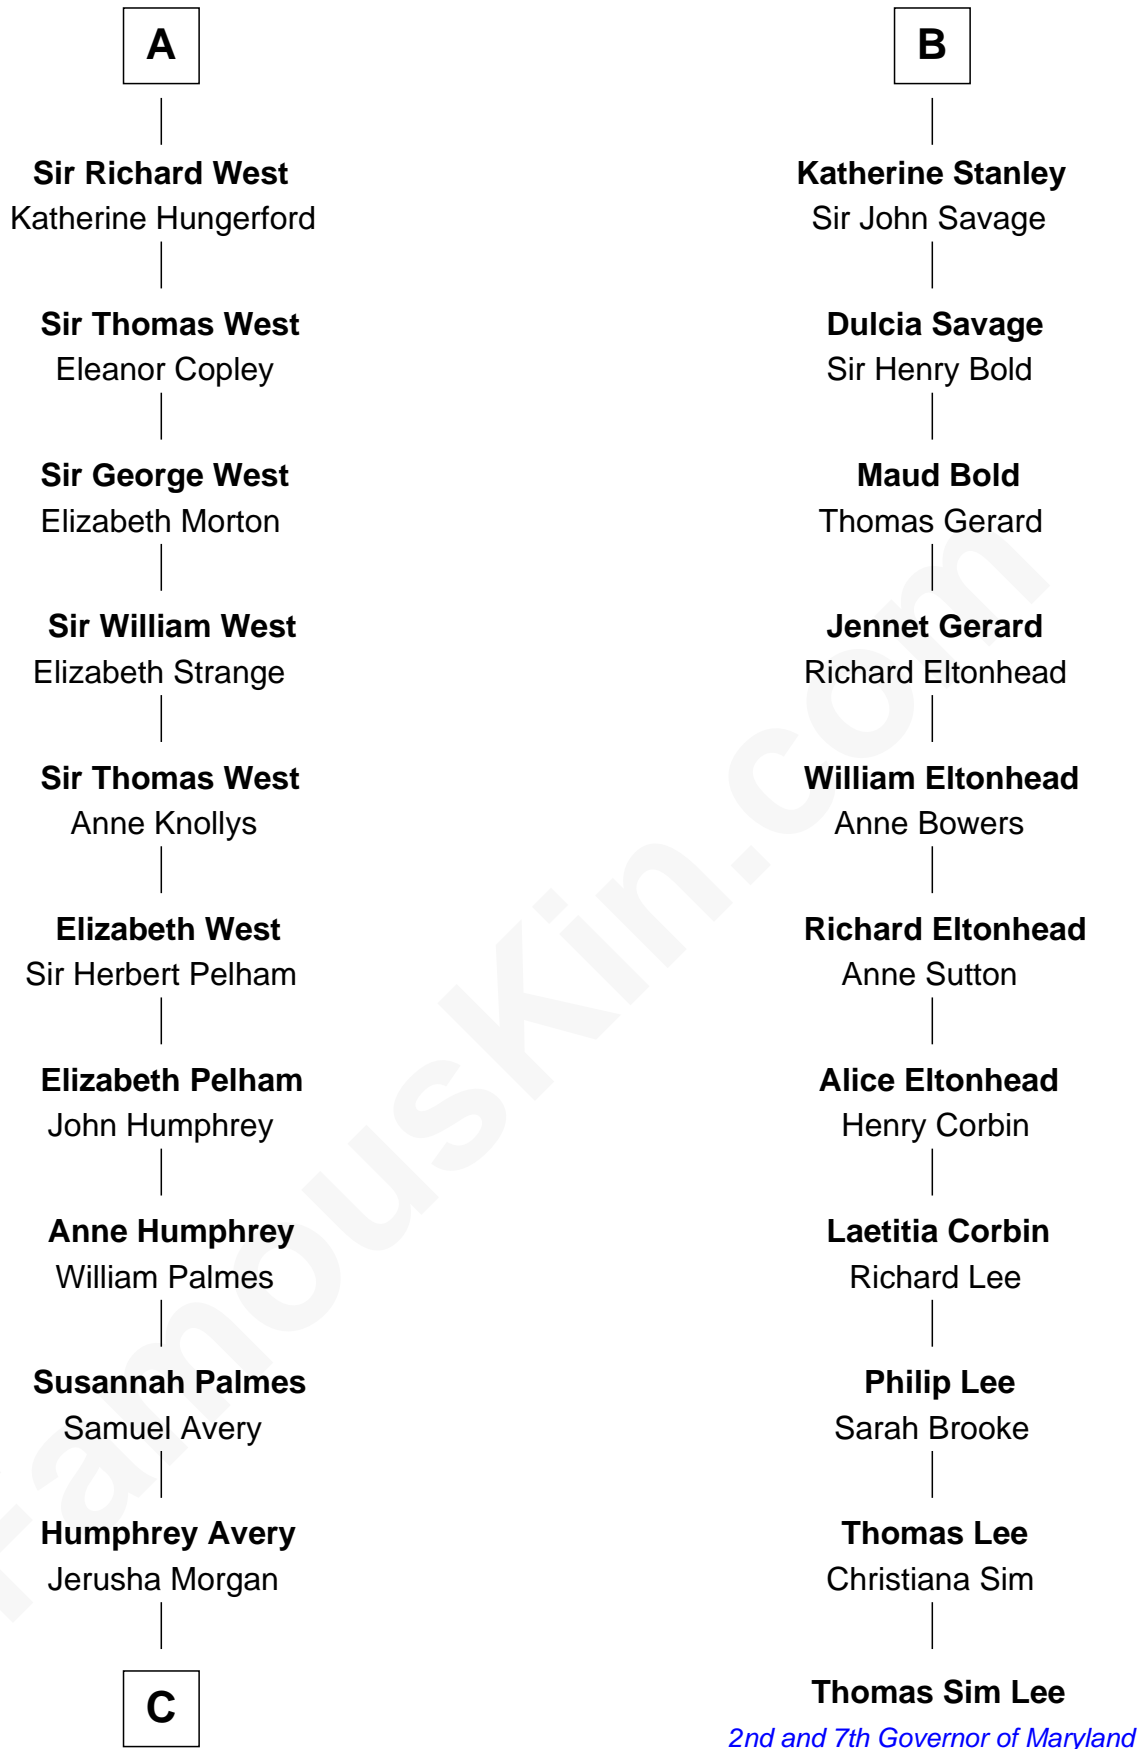 A
Sir Richard West
Katherine Hungerford
Sir Thomas West
Eleanor Copley
Sir George West
Elizabeth Morton
Sir William West
Elizabeth Strange
Sir Thomas West
Anne Knollys
Elizabeth West
Sir Herbert Pelham
Elizabeth Pelham
John Humphrey
Anne Humphrey
William Palmes
Susannah Palmes
Samuel Avery
Humphrey Avery
Jerusha Morgan
C
B
Katherine Stanley
Sir John Savage
Dulcia Savage
Sir Henry Bold
Maud Bold
Thomas Gerard
Jennet Gerard
Richard Eltonhead
William Eltonhead
Anne Bowers
Richard Eltonhead
Anne Sutton
Alice Eltonhead
Henry Corbin
Laetitia Corbin
Richard Lee
Philip Lee
Sarah Brooke
Thomas Lee
Christiana Sim
Thomas Sim Lee
2nd and 7th Governor of Maryland
FamousKin.com